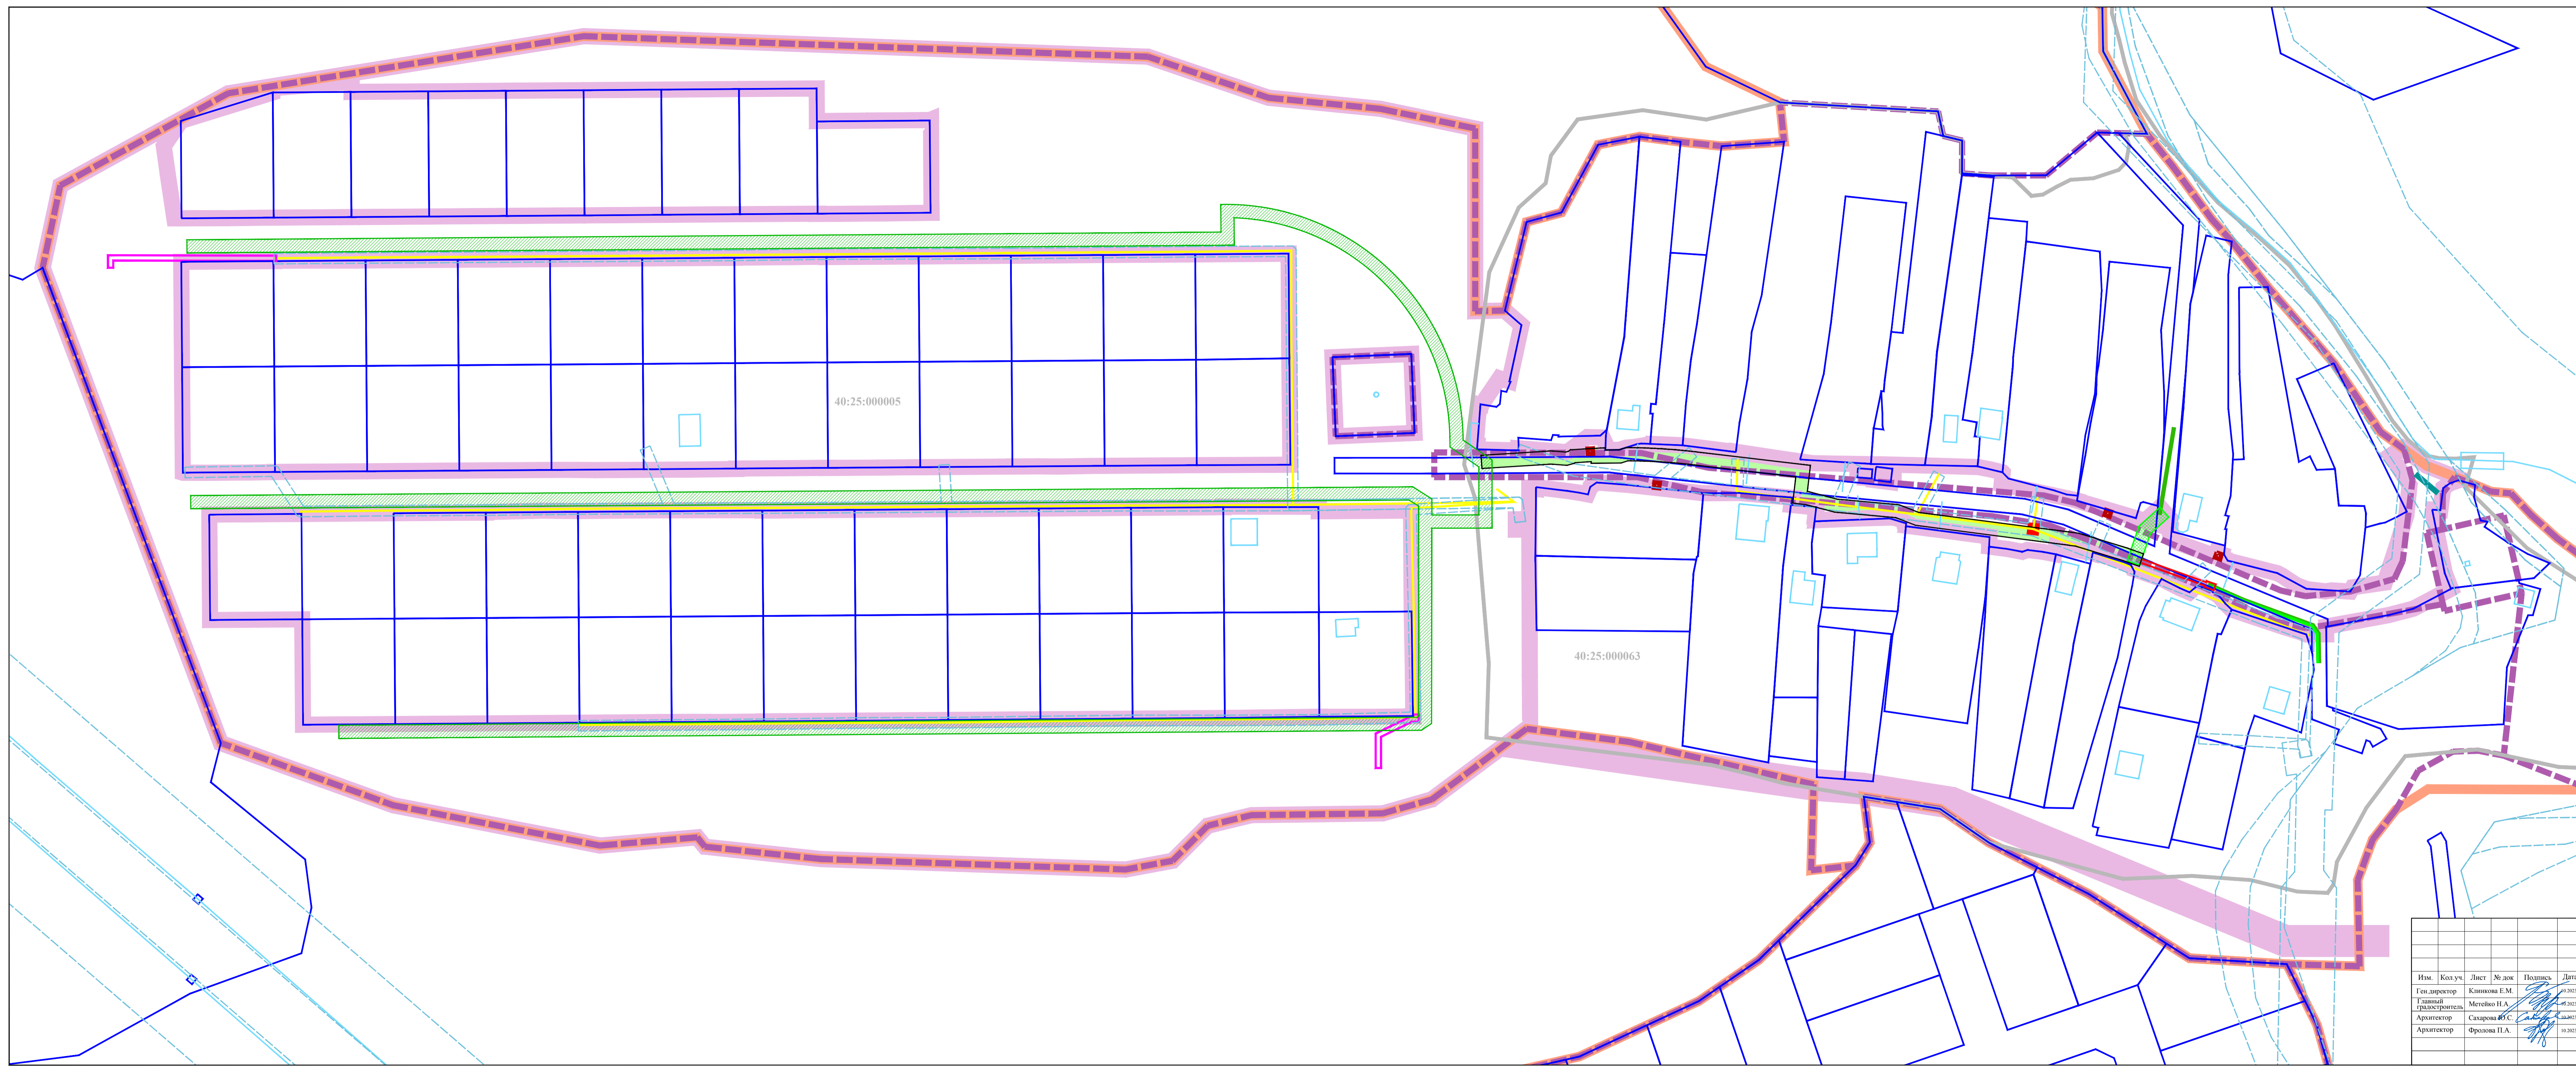 40:25:000005
40:25:000063
Изм. Кол.уч. Лист № док Подпись
Ген.директор Клинкова Е.М.
Главный
градостроитель Метейко Н.А
Архитектор Сахарова Ю.С.
Архитектор Фролова П.А.